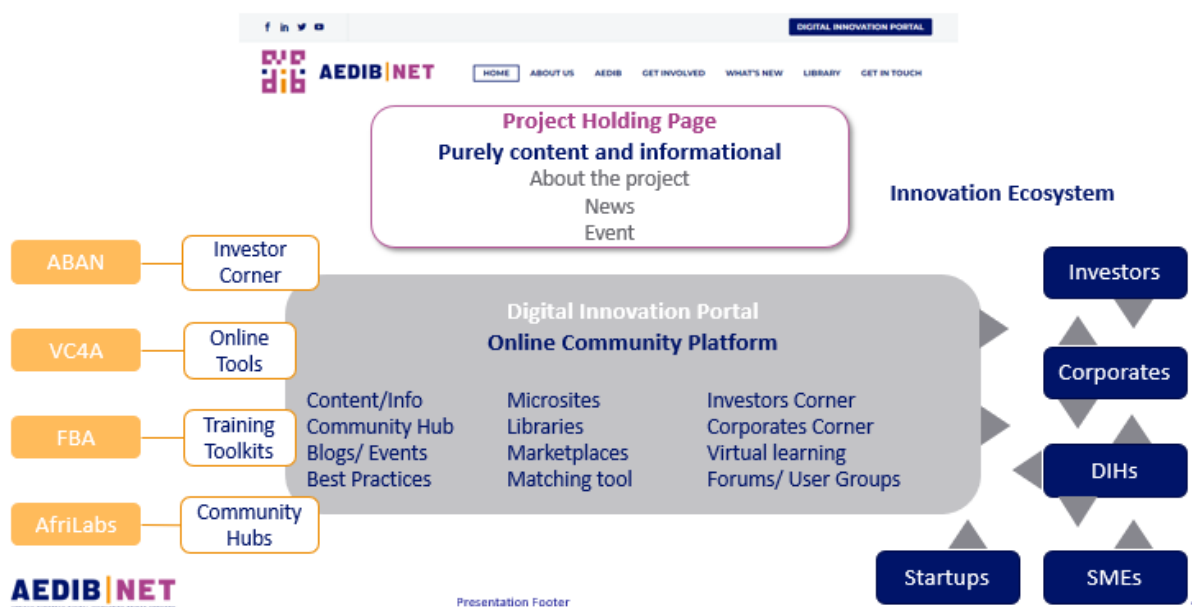 DIGITAL INNOVATION PORTAL
AEDIB|NET
HOME ABOUT US AEDIB GET INVOLVED WHAT'S NEW LIBRARY GET IN TOUCH
Project Holding Page
Purely content and informational
About the project
News
Event
Innovation Ecosystem
ABAN
Investor
Corner
VC4A
Online
Tools
FBA
Training
Toolkits
AfriLabs
Community
Hubs
Digital Innovation Portal
Online Community Platform
Content/Info
Community Hub
Blogs/ Events
Best Practices
Microsites
Libraries
Marketplaces
Matching tool
Investors Corner
Corporates Corner
Virtual learning
Forums/ User Groups
Investors
Corporates
DIHs
Startups
SMEs
AEDIB|NET
Presentation Footer